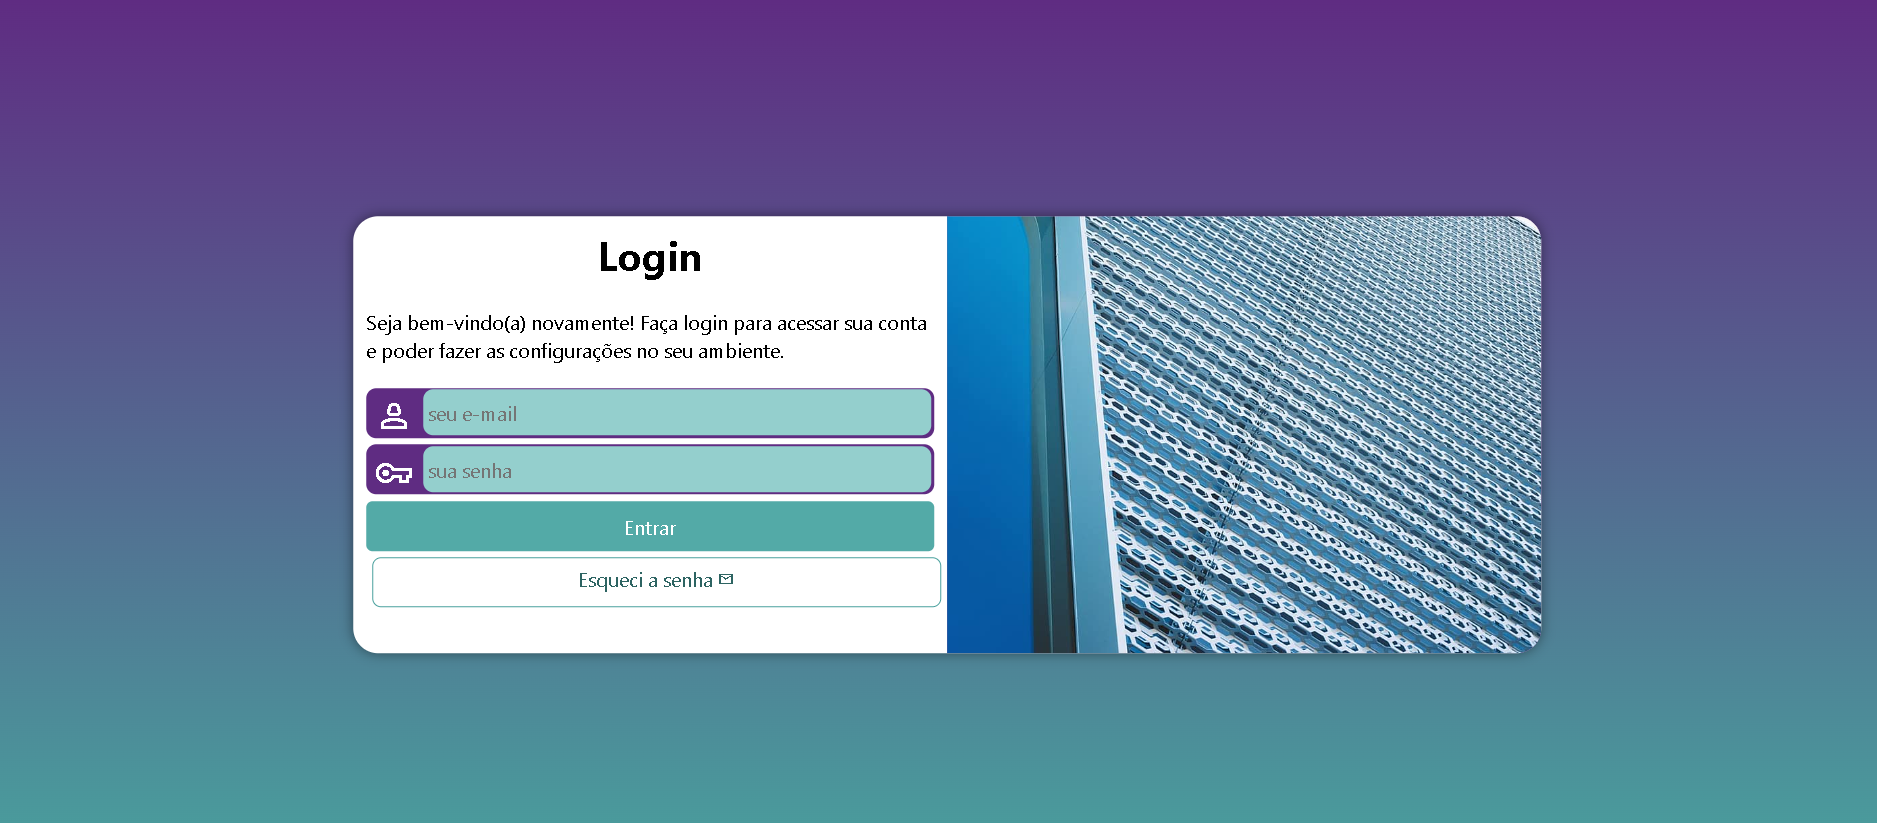 Login
Seja bem-vindo(a) novamente! Faça login para acessar sua conta
e poder fazer as configurações no seu ambiente.
seu e-mail
sua senha
Entrar
Esqueci a senha